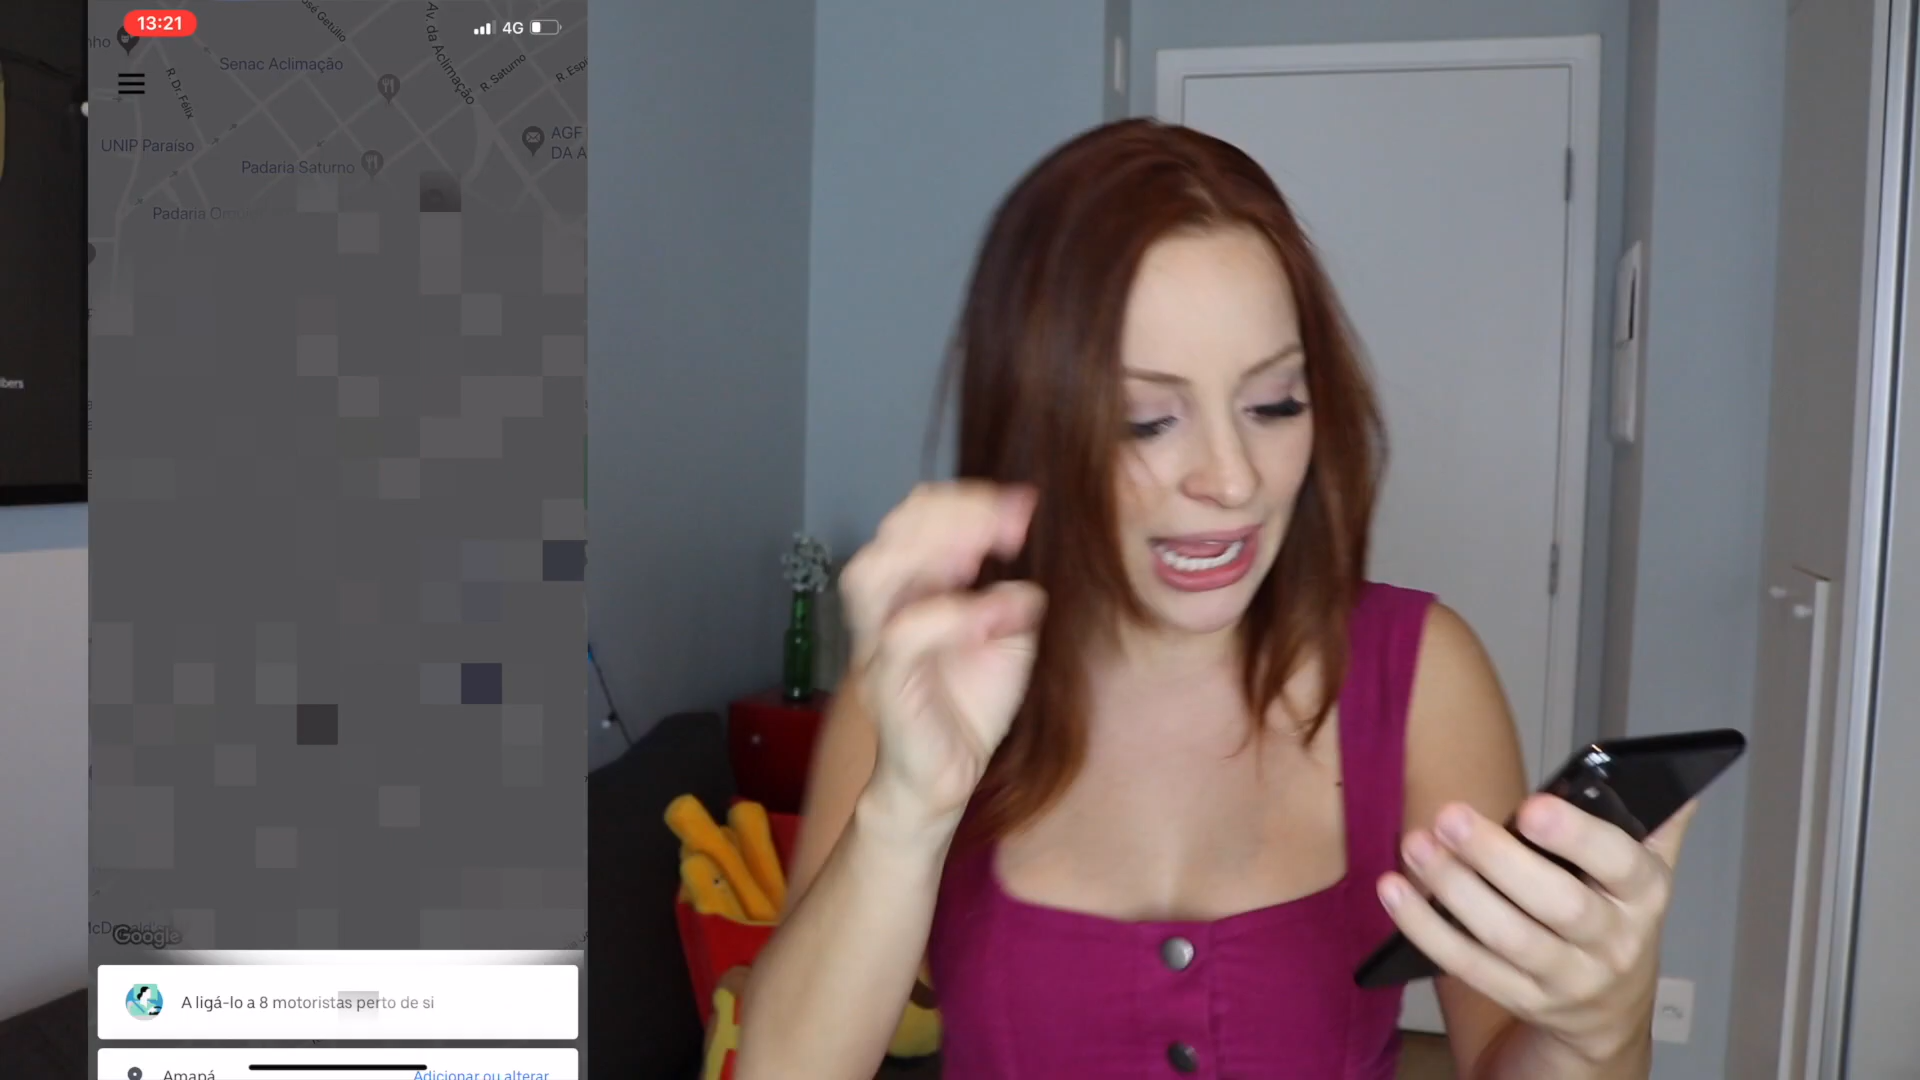 13:21
4G
Senac Aclimação
Av. da Aclimação
R. Saturno
R. Dr. Félix
UNIP Paraíso
AGF
DA A
Padaria Saturno
Padaria
Google
A ligá-lo a 8 motoristas perto de si
Amapá
Adicionar ou alterar